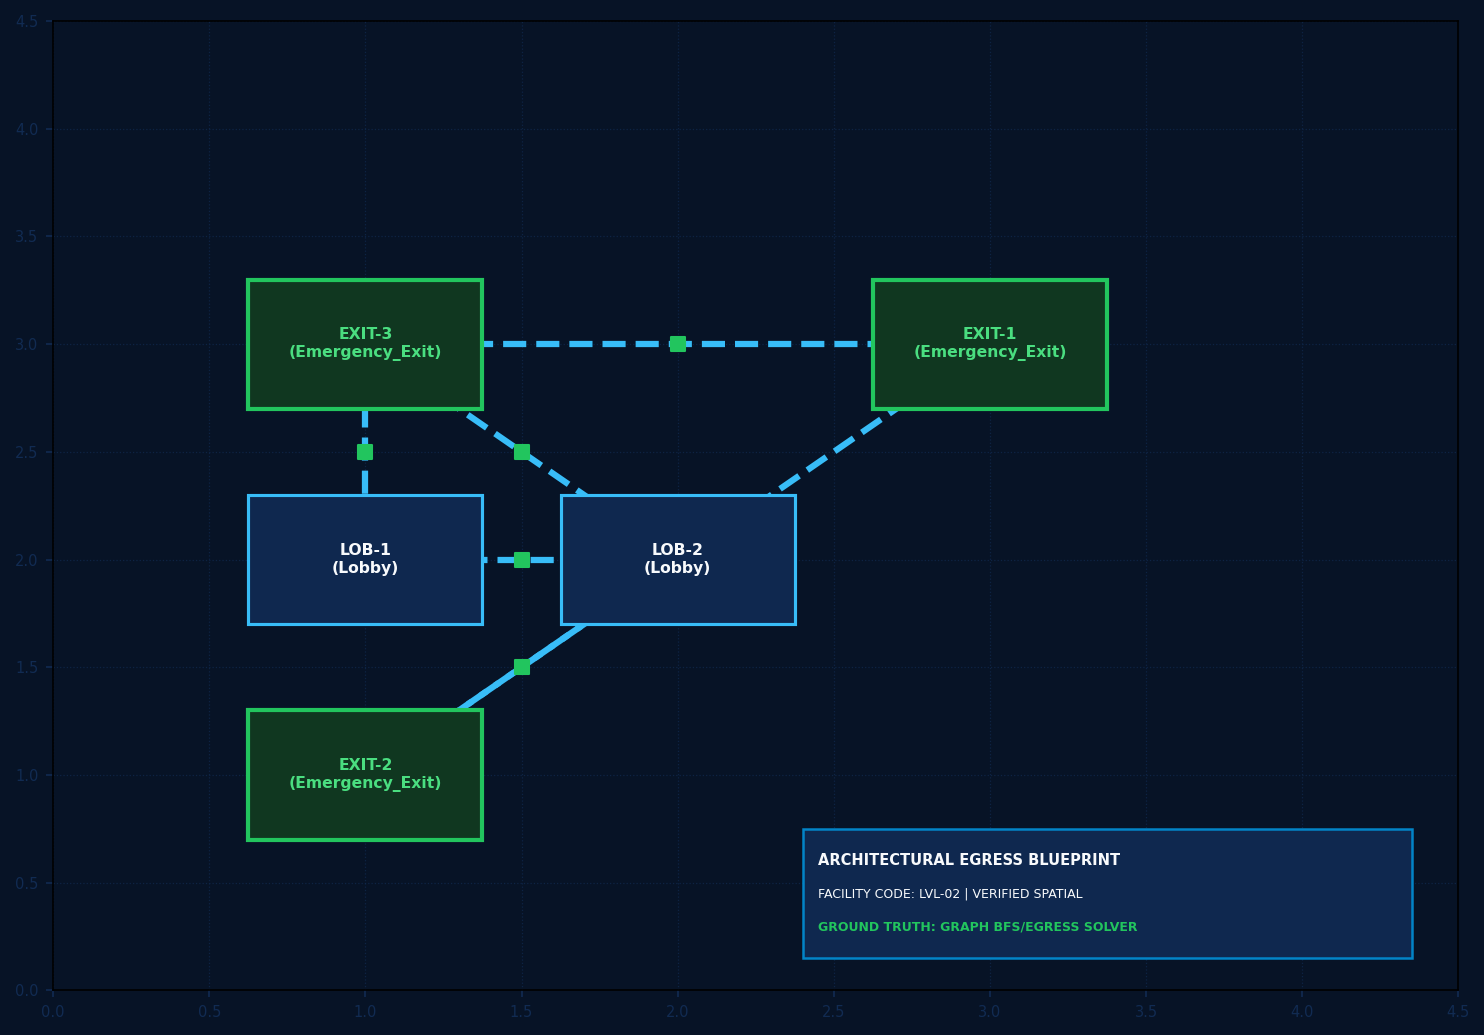 4.5
4.0
3.5
3.0
2.5
2.0
1.5
1.0
0.5
0.0
EXIT-3
(Emergency_Exit)
EXIT-1
(Emergency_Exit)
LOB-1
(Lobby)
LOB-2
(Lobby)
EXIT-2
(Emergency_Exit)
ARCHITECTURAL EGRESS BLUEPRINT
FACILITY CODE: LVL-02 | VERIFIED SPATIAL
GROUND TRUTH: GRAPH BFS/EGRESS SOLVER
0.0 0.5 1.0 1.5 2.0 2.5 3.0 3.5 4.0 4.5